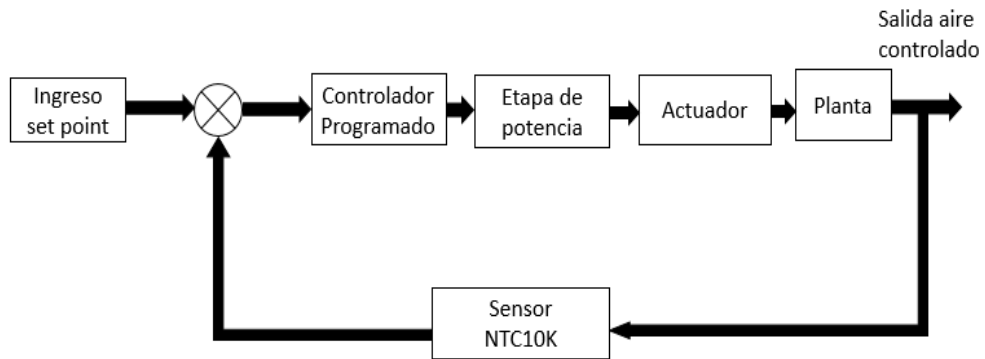 Salida aire
controlado
Ingreso
set point
Controlador
Programado
Etapa de
potencia
Actuador
Planta
Sensor
NTC10K